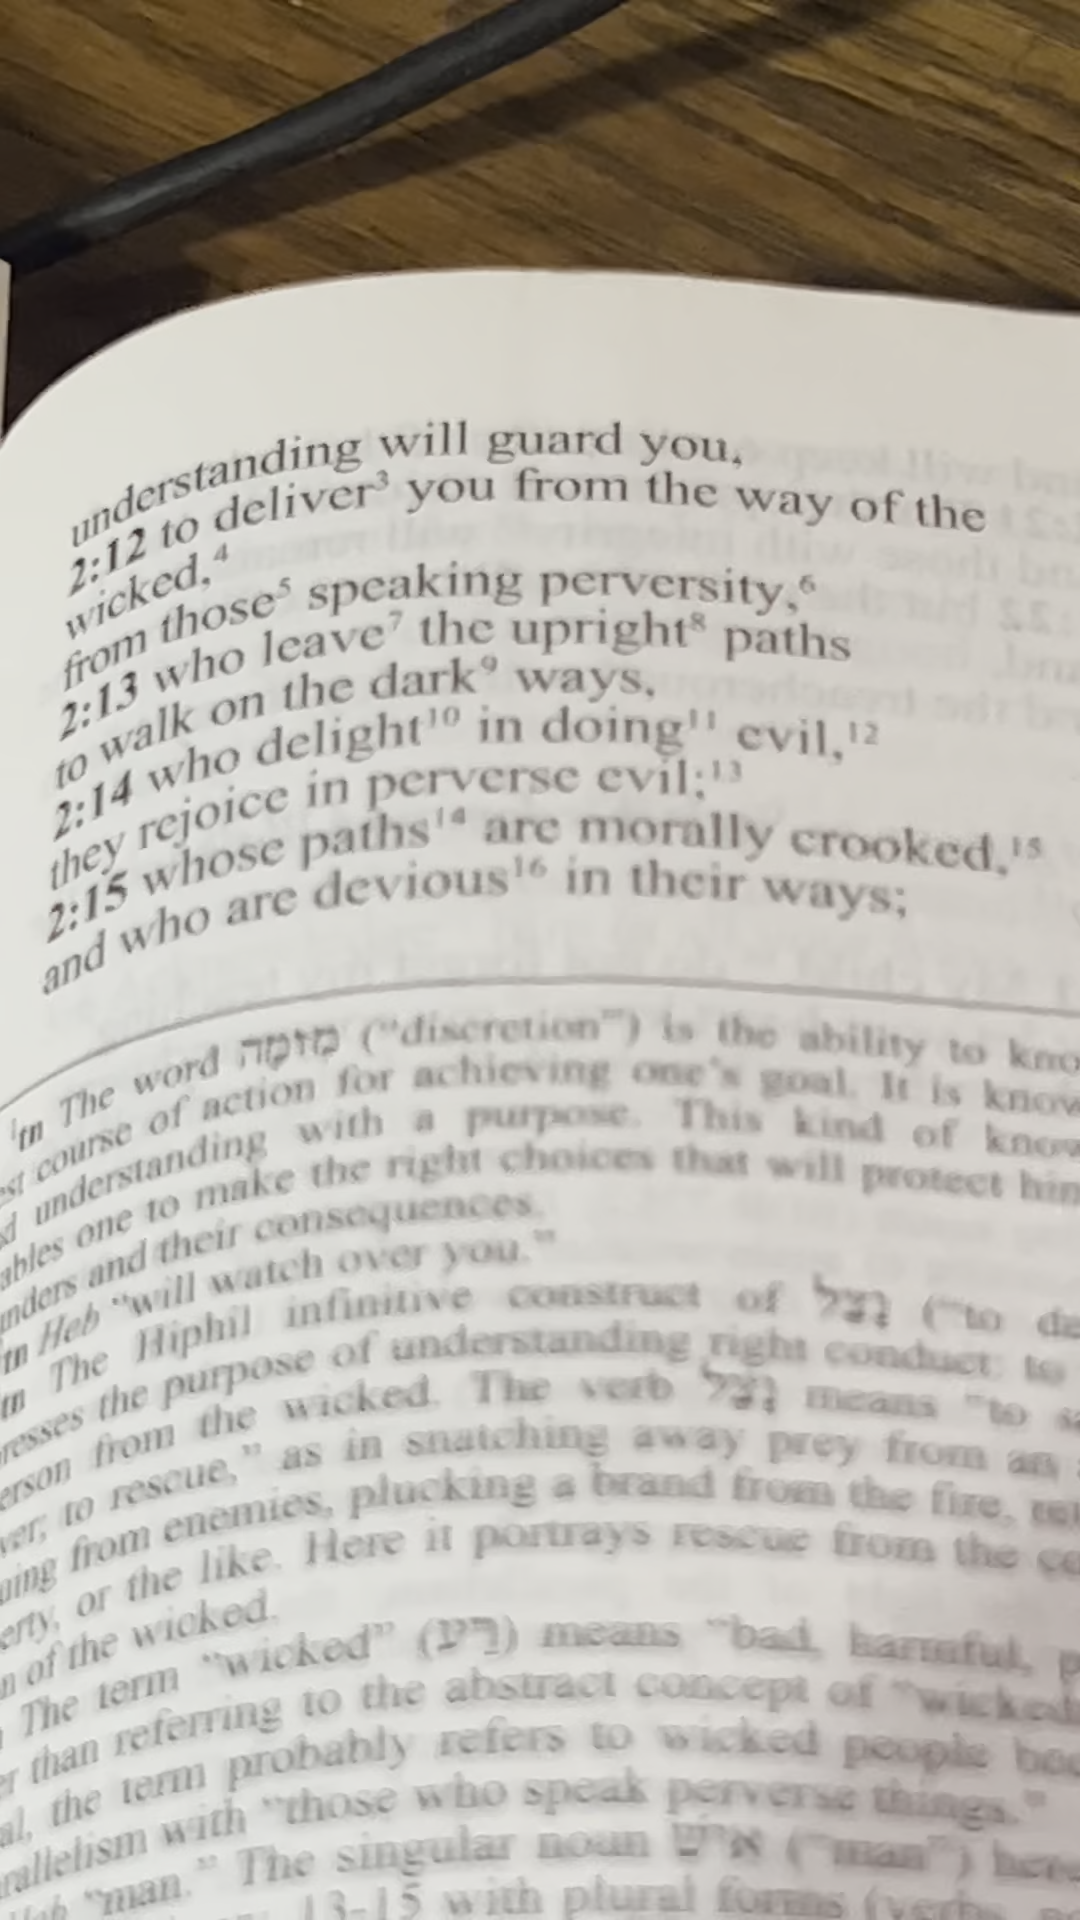 understanding will guard you,
2:12 to deliver³ you from the way of the
wicked,⁴
from those⁵ speaking perversity,⁶
2:13 who leave⁷ the upright⁸ paths
to walk on the dark⁹ ways,
2:14 who delight¹⁰ in doing¹¹ evil,¹²
they rejoice in perverse evil;¹³
2:15 whose paths¹⁴ are morally crooked,¹⁵
and who are devious¹⁶ in their ways;
¹tn The word מְזִמָּה ("discretion") is the ability to kno
est course of action for achieving one's goal. It is know
d understanding with a purpose. This kind of know
ables one to make the right choices that will protect him
nders and their consequences.
tn Heb "will watch over you."
tn The Hiphil infinitive construct of נָצַל ("to de
resses the purpose of understanding right conduct: to
erson from the wicked. The verb נָצַל means "to sa
ver; to rescue," as in snatching away prey from an
from enemies, plucking a brand from the fire,
erty, or the like. Here it portrays rescue from the co
n of the wicked.
The term "wicked" (רַע) means "bad, harmful, p
er than referring to the abstract concept of "wicked
al, the term probably refers to wicked people bec
rallelism with "those who speak perverse things."
Heb "man." The singular noun אִישׁ ("man") here
13-15 with plural forms (verbs,